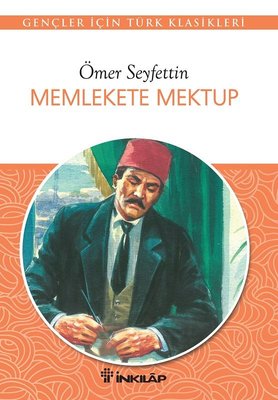 GENÇLER İÇİN TÜRK KLASİKLERİ
Ömer Seyfettin
MEMLEKETE MEKTUP
İNKILÂP